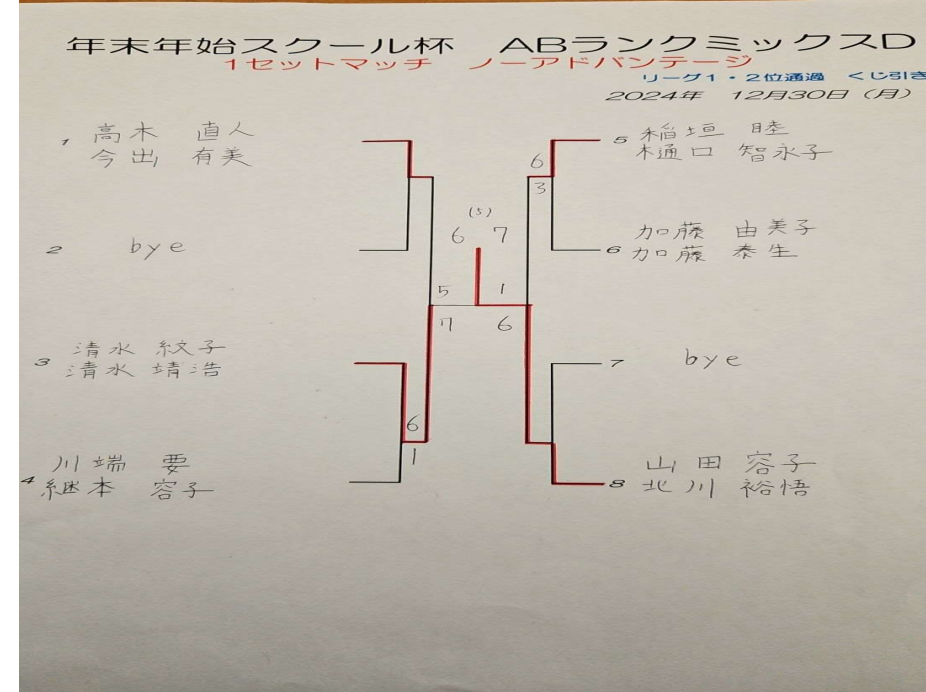 年末年始スクール杯　ABランクミックスD
1セットマッチ　ノーアドバンテージ
リーグ1・2位通過　くじ引き
2024年　12月30日（月）
1 高木　直人
今出　有美
2 bye
3 清水　紋子
清水　靖浩
4 川端　要
継本　容子
5 稲垣　睦
樋口　智永子
6 加藤　由美子
加藤　泰生
7 bye
8 山田　容子
北川　裕悟
(5)
6 7
5 1
7 6
6
3
6
1